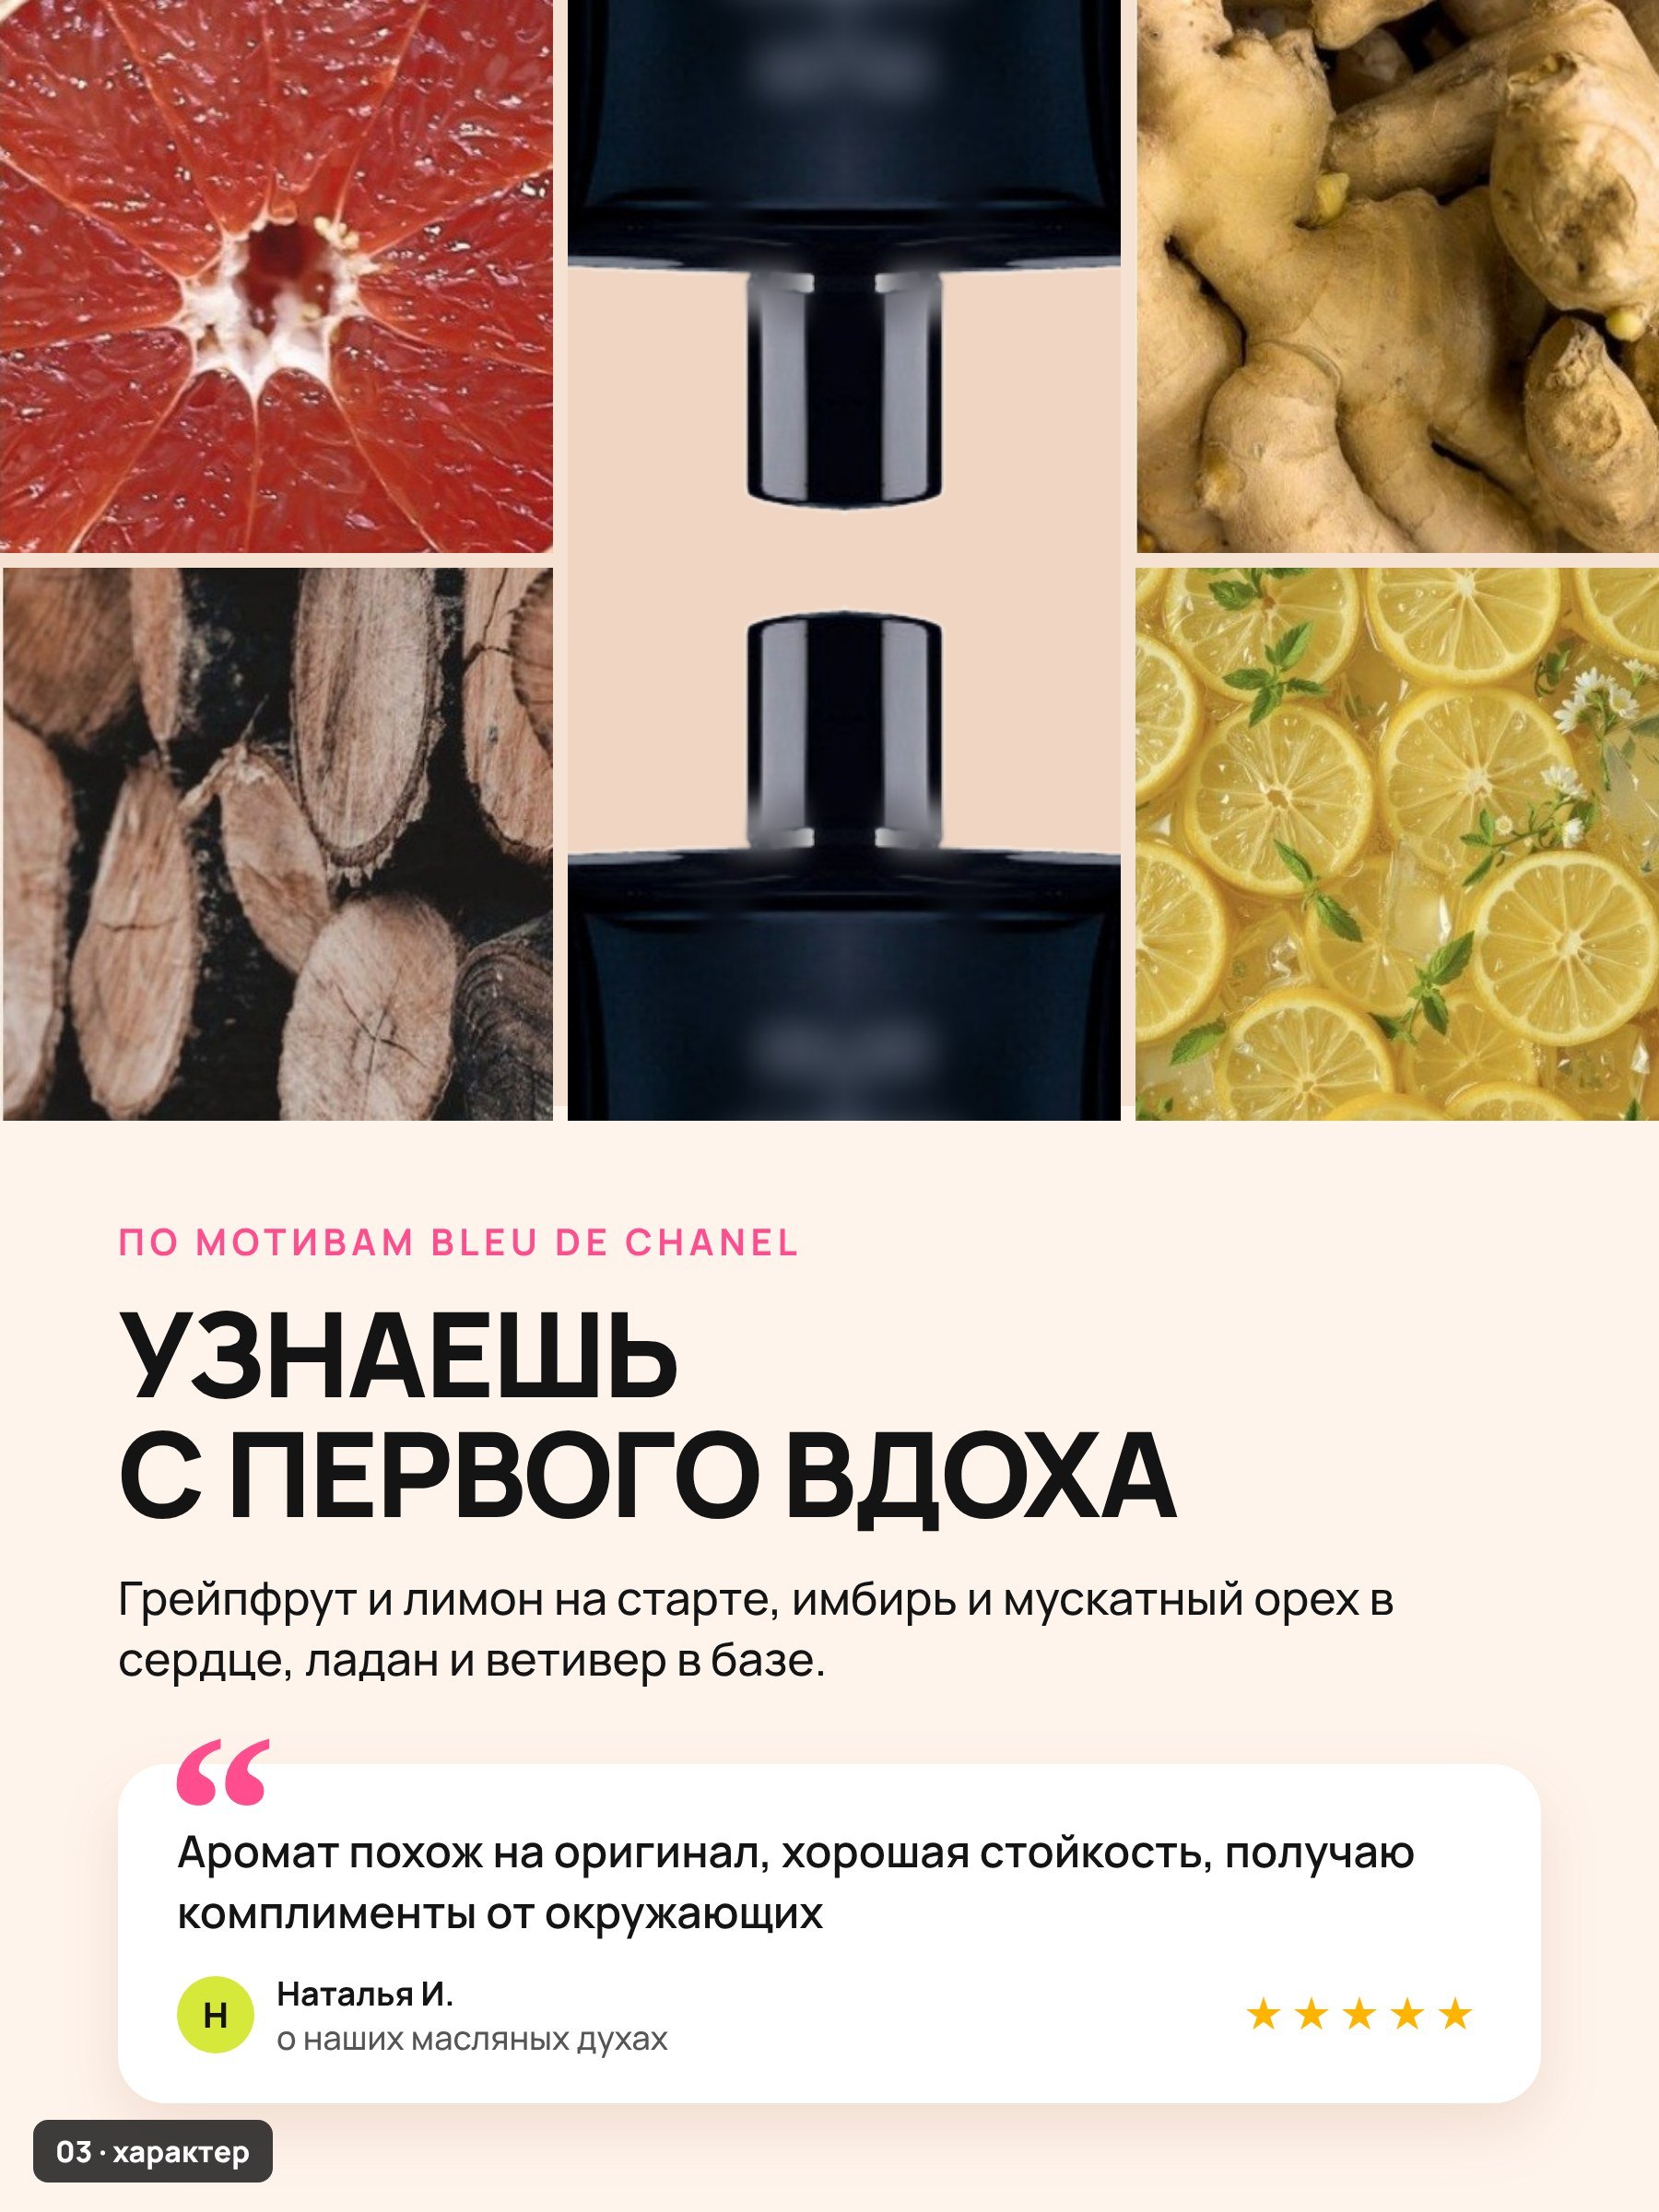 ПО МОТИВАМ BLEU DE CHANEL
УЗНАЕШЬ
С ПЕРВОГО ВДОХА
Грейпфрут и лимон на старте, имбирь и мускатный орех в
сердце, ладан и ветивер в базе.
“
Аромат похож на оригинал, хорошая стойкость, получаю
комплименты от окружающих
Н
Наталья И.
о наших масляных духах
★★★★★
03 · характер